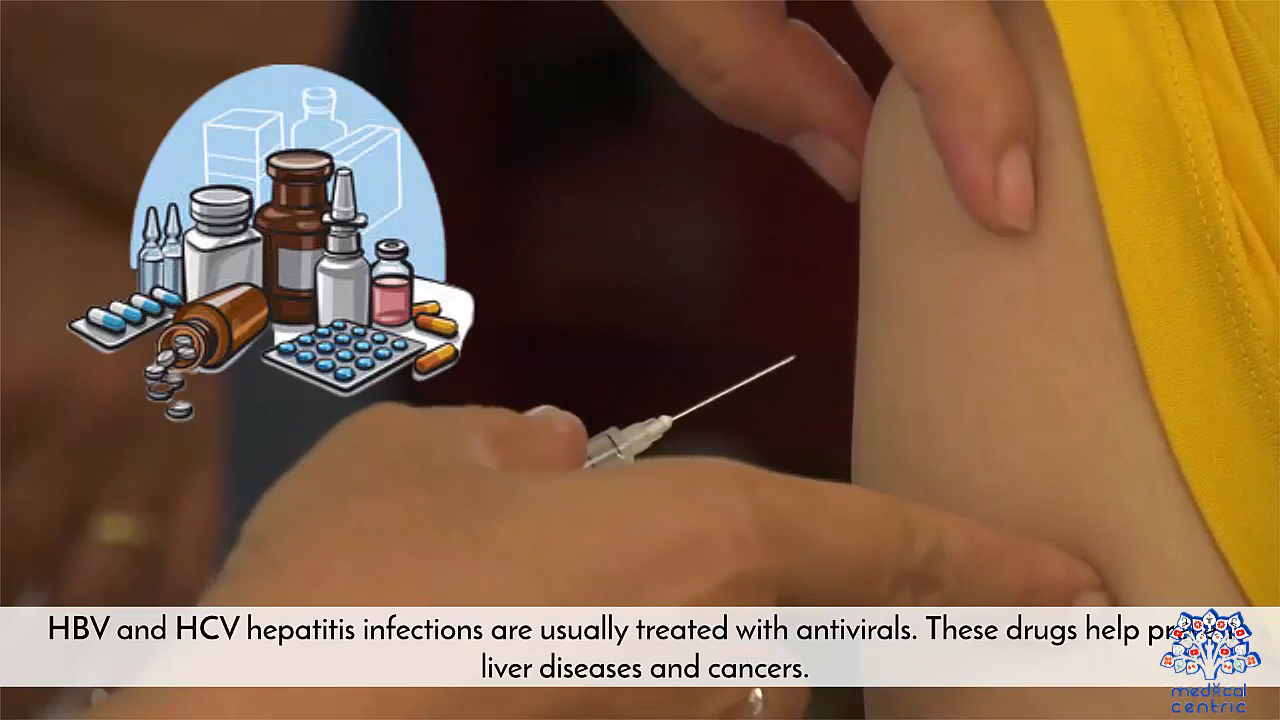 HBV and HCV hepatitis infections are usually treated with antivirals. These drugs help
liver diseases and cancers.
medical
centric